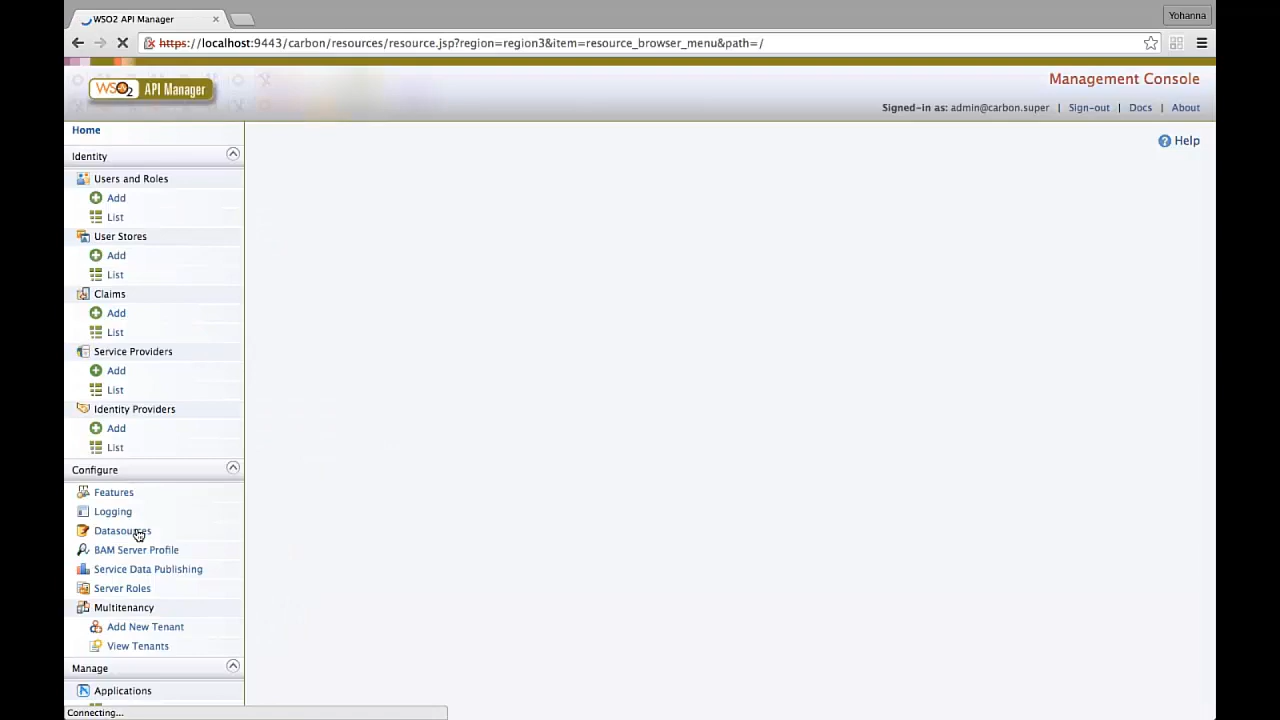 WSO2 API Manager
Yohanna
https://localhost:9443/carbon/resources/resource.jsp?region=region3&item=resource_browser_menu&path=/
WSO2 API Manager
Management Console
Signed-in as: admin@carbon.super | Sign-out | Docs | About
Home
Help
Identity
Users and Roles
Add
List
User Stores
Add
List
Claims
Add
List
Service Providers
Add
List
Identity Providers
Add
List
Configure
Features
Logging
Datasources
BAM Server Profile
Service Data Publishing
Server Roles
Multitenancy
Add New Tenant
View Tenants
Manage
Applications
Connecting...